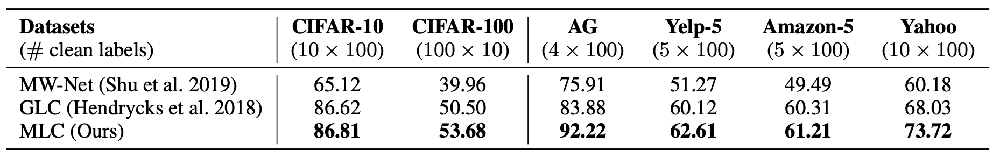 Datasets CIFAR-10 CIFAR-100 AG Yelp-5 Amazon-5 Yahoo
(# clean labels) (10 × 100) (100 × 10) (4 × 100) (5 × 100) (5 × 100) (10 × 100)
MW-Net (Shu et al. 2019) 65.12 39.96 75.91 51.27 49.49 60.18
GLC (Hendrycks et al. 2018) 86.62 50.50 83.88 60.12 60.31 68.03
MLC (Ours) 86.81 53.68 92.22 62.61 61.21 73.72